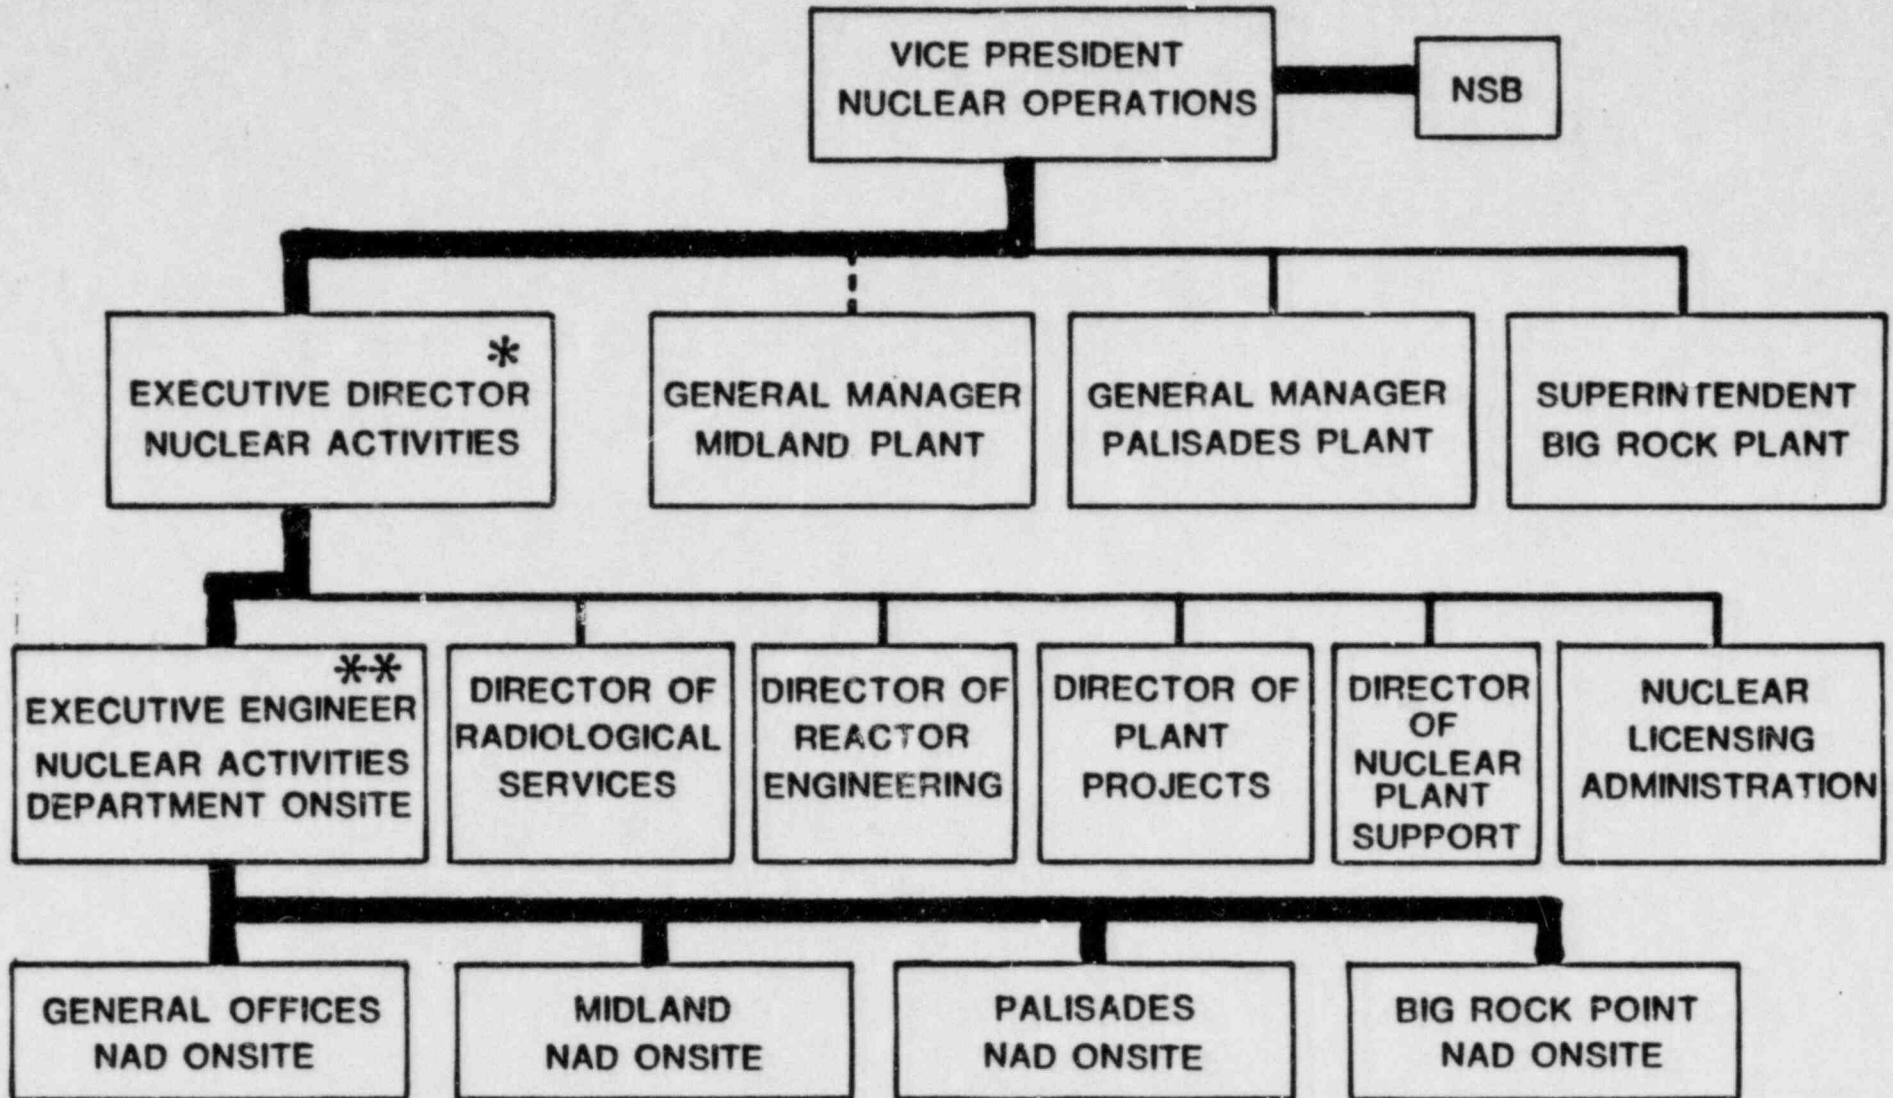 VICE PRESIDENT
NUCLEAR OPERATIONS
NSB
*
EXECUTIVE DIRECTOR
NUCLEAR ACTIVITIES
GENERAL MANAGER
MIDLAND PLANT
GENERAL MANAGER
PALISADES PLANT
SUPERINTENDENT
BIG ROCK PLANT
**
EXECUTIVE ENGINEER
NUCLEAR ACTIVITIES
DEPARTMENT ONSITE
DIRECTOR OF
RADIOLOGICAL
SERVICES
DIRECTOR OF
REACTOR
ENGINEERING
DIRECTOR OF
PLANT
PROJECTS
DIRECTOR
OF
NUCLEAR
PLANT
SUPPORT
NUCLEAR
LICENSING
ADMINISTRATION
GENERAL OFFICES
NAD ONSITE
MIDLAND
NAD ONSITE
PALISADES
NAD ONSITE
BIG ROCK POINT
NAD ONSITE